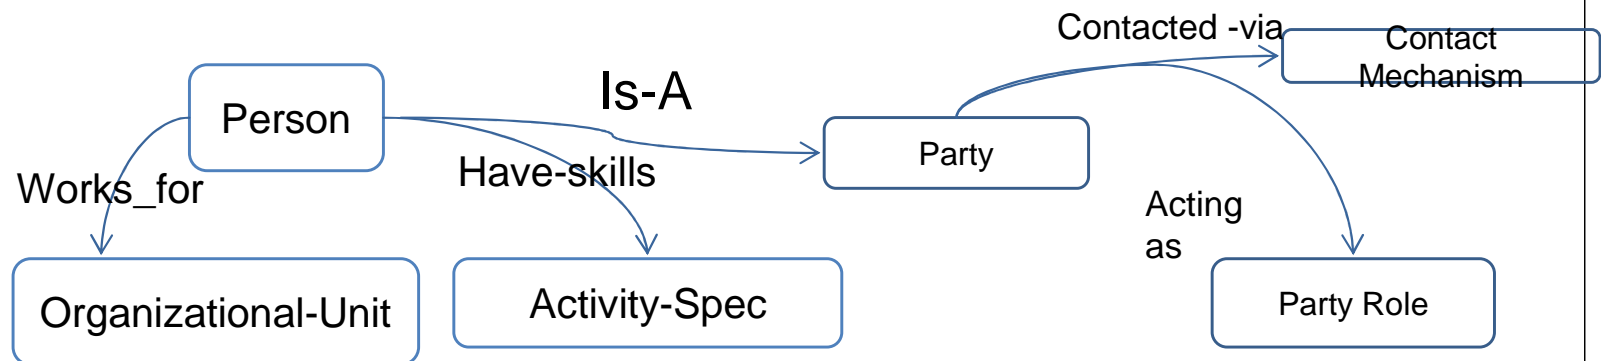 Contacted -via
Contact
Mechanism
Is-A
Person
Party
Have-skills
Works_for
Acting
as
Organizational-Unit
Activity-Spec
Party Role